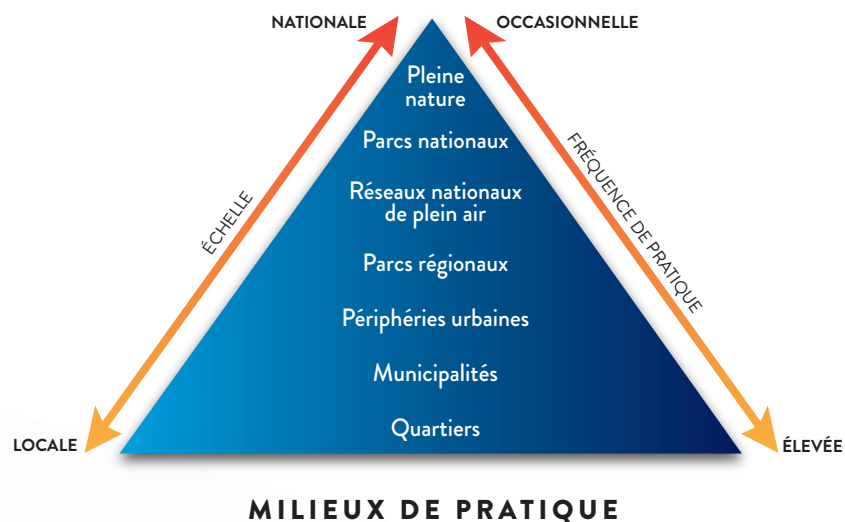 NATIONALE
OCCASIONNELLE
Pleine
nature
Parcs nationaux
Réseaux nationaux
de plein air
Parcs régionaux
Périphéries urbaines
Municipalités
Quartiers
ÉCHELLE
FRÉQUENCE DE PRATIQUE
LOCALE
ÉLEVÉE
MILIEUX DE PRATIQUE